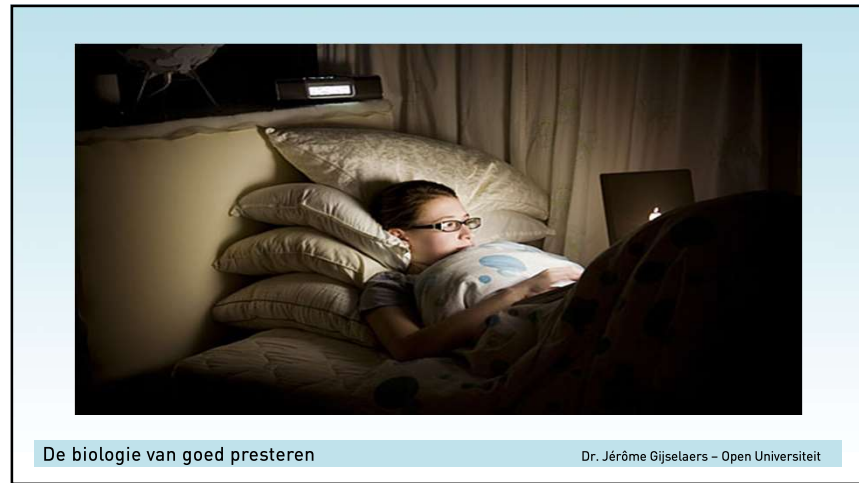 De biologie van goed presteren
Dr. Jérôme Gijselaers – Open Universiteit